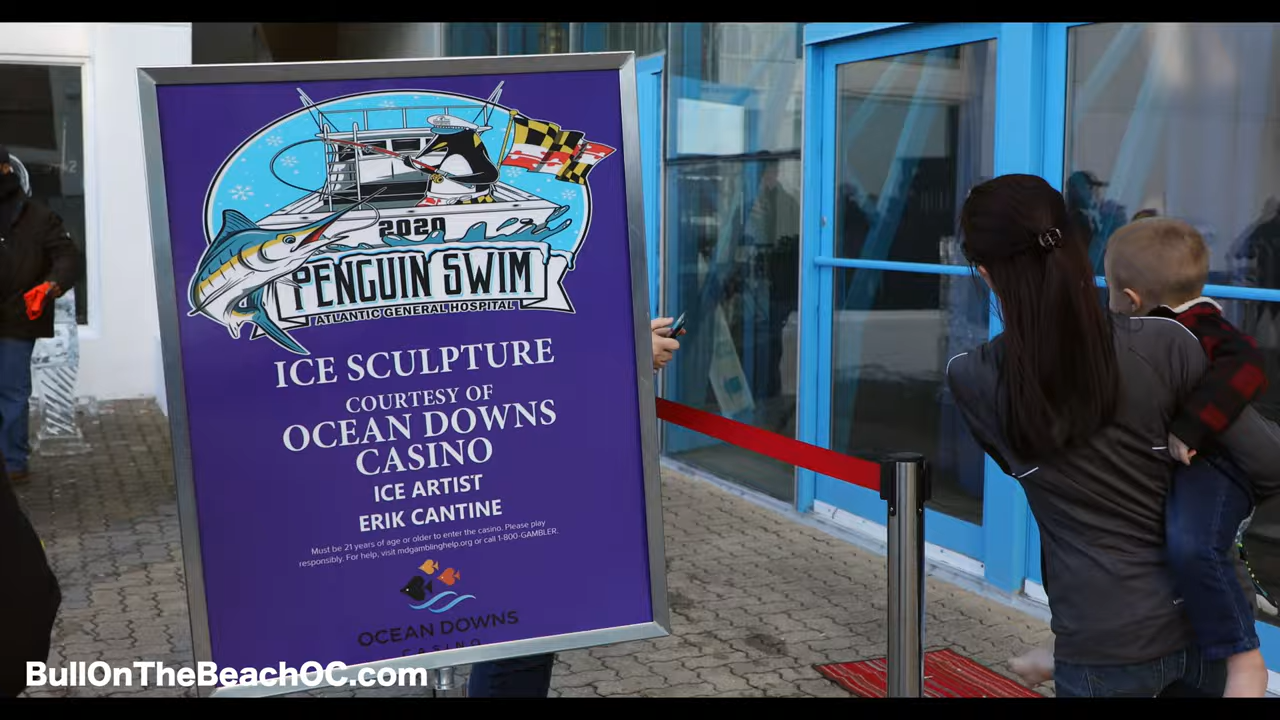 2020
PENGUIN SWIM
ATLANTIC GENERAL HOSPITAL
ICE SCULPTURE
COURTESY OF
OCEAN DOWNS
CASINO
ICE ARTIST
ERIK CANTINE
Must be 21 years of age or older to enter the casino. Please play
responsibly. For help, visit mdgamblinghelp.org or call 1-800-GAMBLER.
OCEAN DOWNS
CASINO
BullOnTheBeachOC.com